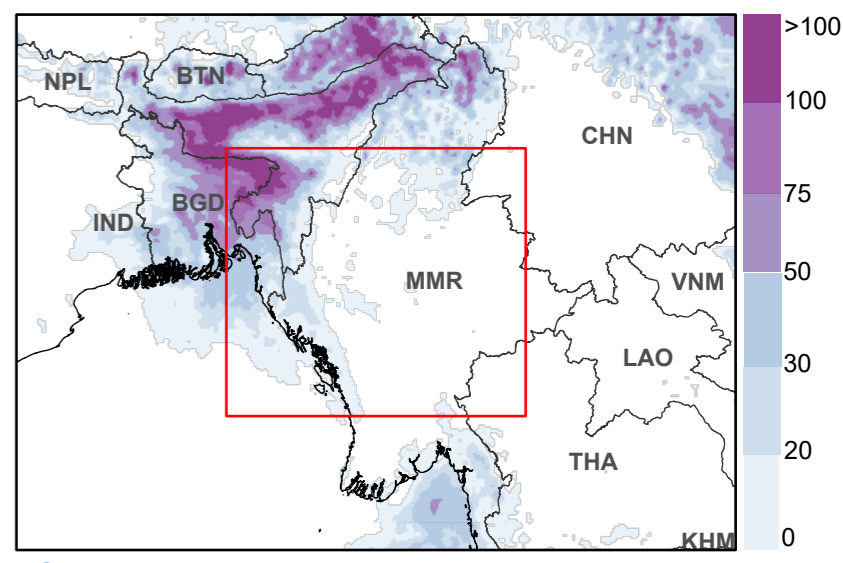 >100
NPL
BTN
100
CHN
75
BGD
IND
50
MMR
VNM
30
LAO
20
THA
0
KHM